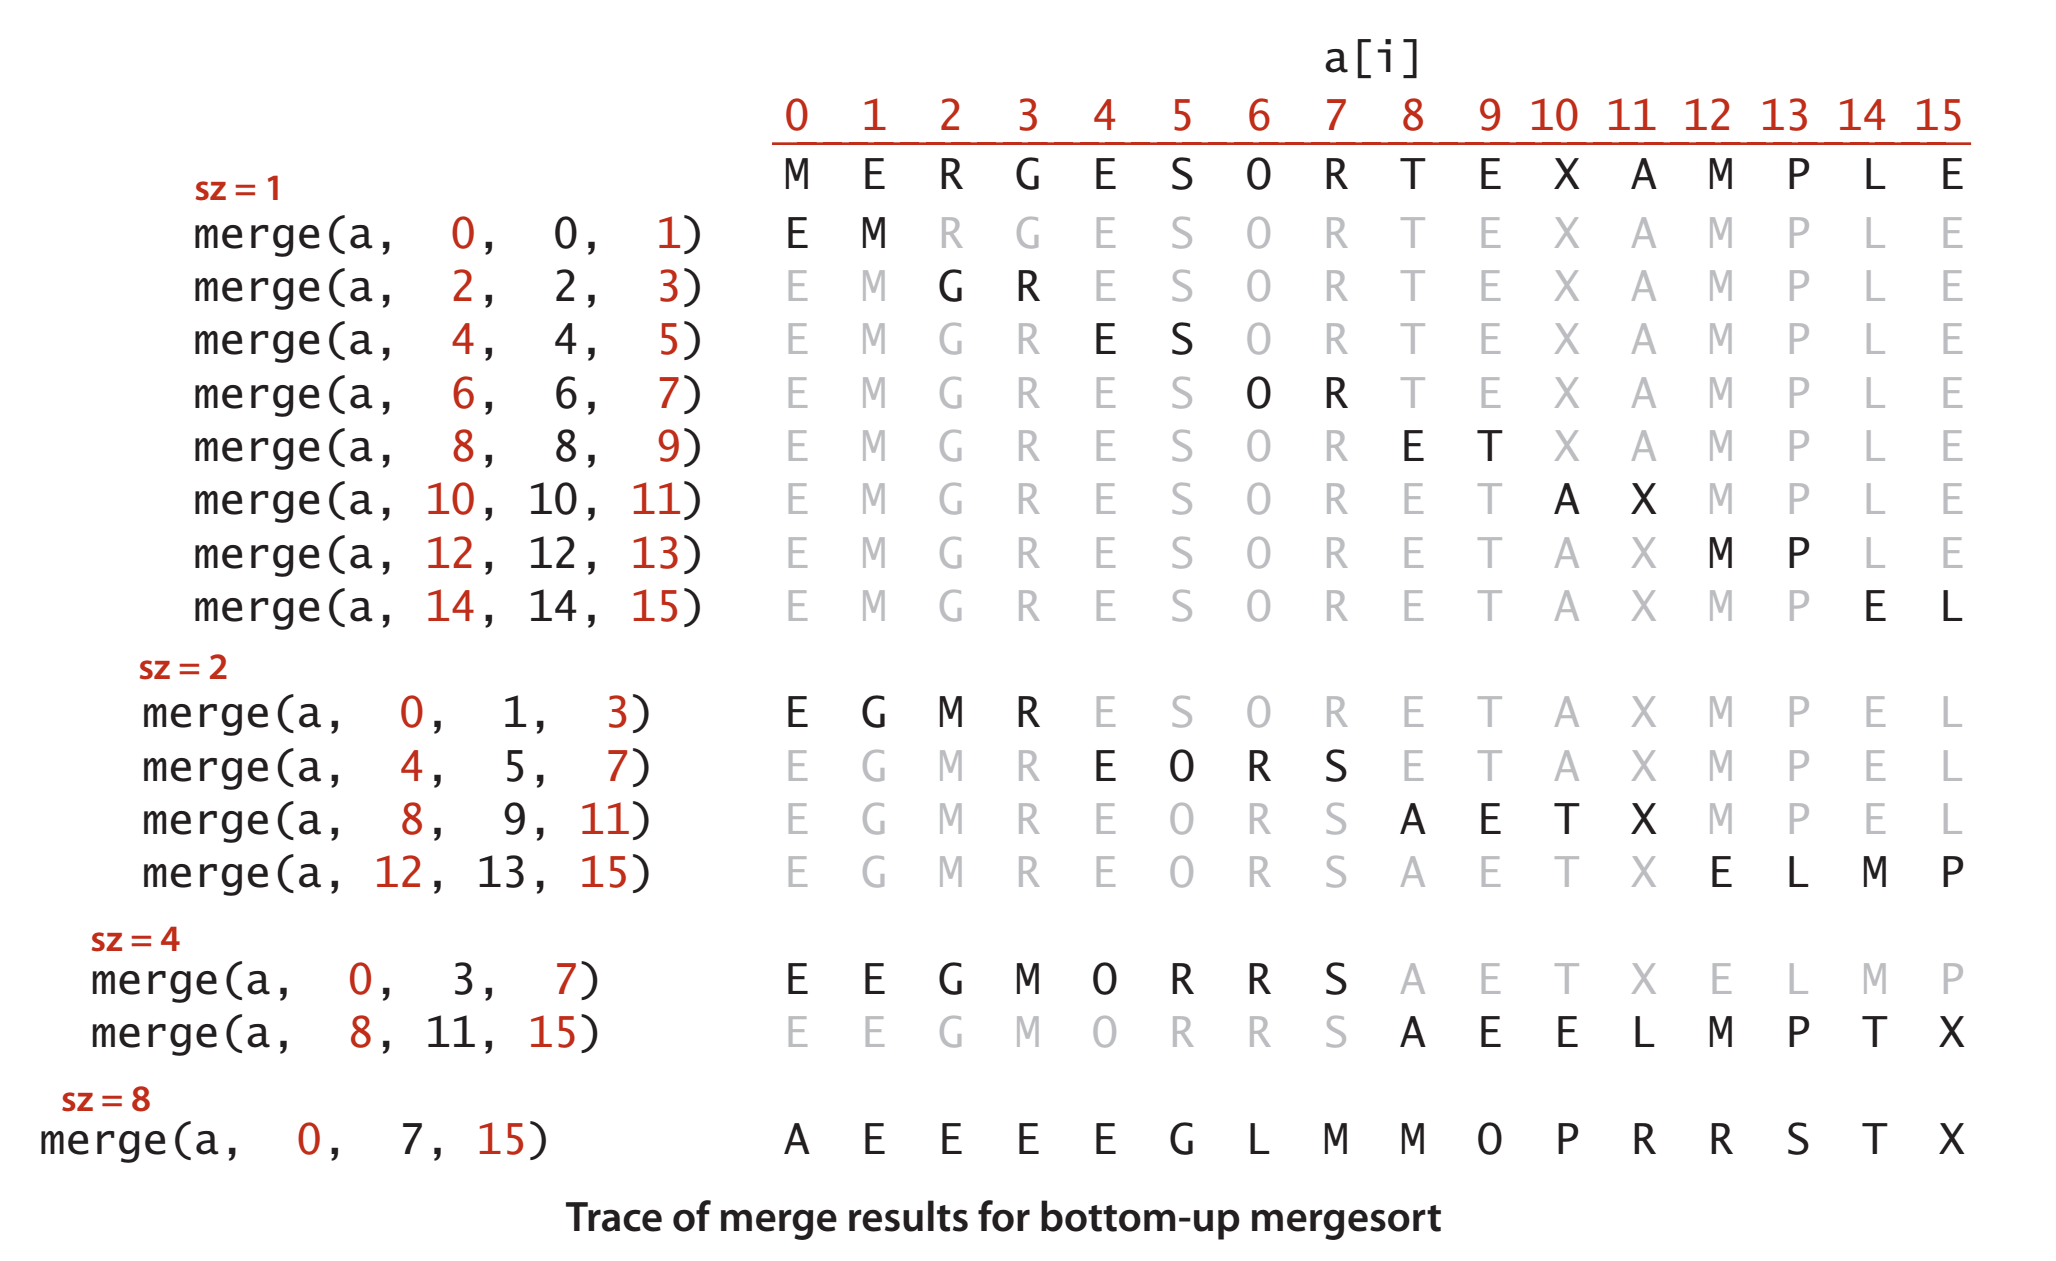 a[i]
0 1 2 3 4 5 6 7 8 9 10 11 12 13 14 15
M E R G E S O R T E X A M P L E
sz = 1
merge(a, 0, 0, 1) E M R G E S O R T E X A M P L E
merge(a, 2, 2, 3) E M G R E S O R T E X A M P L E
merge(a, 4, 4, 5) E M G R E S O R T E X A M P L E
merge(a, 6, 6, 7) E M G R E S O R T E X A M P L E
merge(a, 8, 8, 9) E M G R E S O R E T X A M P L E
merge(a, 10, 10, 11) E M G R E S O R E T A X M P L E
merge(a, 12, 12, 13) E M G R E S O R E T A X M P L E
merge(a, 14, 14, 15) E M G R E S O R E T A X M P E L
sz = 2
merge(a, 0, 1, 3) E G M R E S O R E T A X M P E L
merge(a, 4, 5, 7) E G M R E O R S E T A X M P E L
merge(a, 8, 9, 11) E G M R E O R S A E T X M P E L
merge(a, 12, 13, 15) E G M R E O R S A E T X E L M P
sz = 4
merge(a, 0, 3, 7) E E G M O R R S A E T X E L M P
merge(a, 8, 11, 15) E E G M O R R S A E E L M P T X
sz = 8
merge(a, 0, 7, 15) A E E E E G L M M O P R R S T X
Trace of merge results for bottom-up mergesort